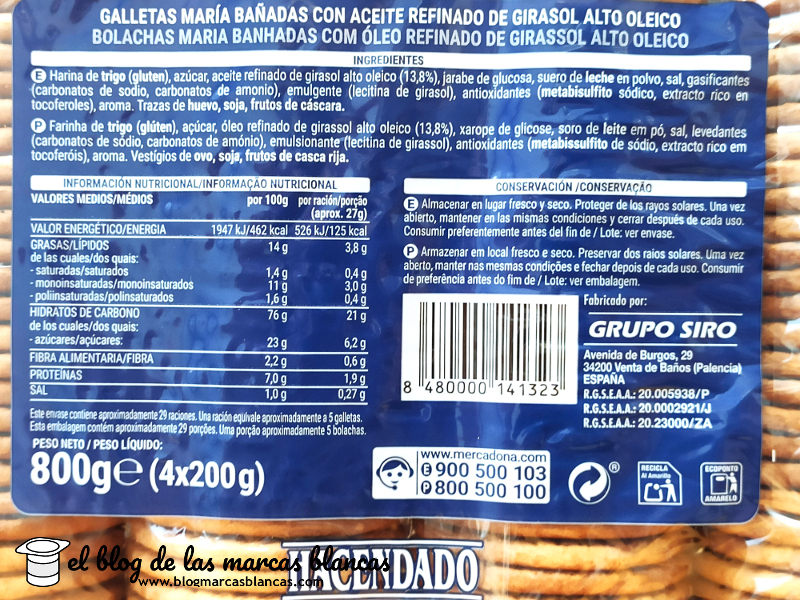 GALLETAS MARÍA BAÑADAS CON ACEITE REFINADO DE GIRASOL ALTO OLEICO
BOLACHAS MARIA BANHADAS COM ÓLEO REFINADO DE GIRASSOL ALTO OLEICO
INGREDIENTES
E Harina de trigo (gluten), azúcar, aceite refinado de girasol alto oleico (13,8%), jarabe de glucosa, suero de leche en polvo, sal, gasificantes
(carbonatos de sodio, carbonatos de amonio), emulgente (lecitina de girasol), antioxidantes (metabisulfito sódico, extracto rico en
tocoferoles), aroma. Trazas de huevo, soja, frutos de cáscara.
P Farinha de trigo (glúten), açúcar, óleo refinado de girassol alto oleico (13,8%), xarope de glicose, soro de leite em pó, sal, levedantes
(carbonatos de sódio, carbonatos de amónio), emulsionante (lecitina de girassol), antioxidantes (metabissulfito de sódio, extracto rico em
tocoferóis), aroma. Vestígios de ovo, soja, frutos de casca rija.
INFORMACIÓN NUTRICIONAL/INFORMAÇÃO NUTRICIONAL
VALORES MEDIOS/MÉDIOS por 100g por ración/porção
(aprox. 27g)
VALOR ENERGÉTICO/ENERGIA 1947 kJ/462 kcal 526 kJ/125 kcal
GRASAS/LÍPIDOS 14 g 3,8 g
de las cuales/dos quais:
- saturadas/saturados 1,4 g 0,4 g
- monoinsaturadas/monoinsaturados 11 g 3,0 g
- poliinsaturadas/polinsaturados 1,6 g 0,4 g
HIDRATOS DE CARBONO 76 g 21 g
de los cuales/dos quais:
- azúcares/açúcares: 23 g 6,2 g
FIBRA ALIMENTARIA/FIBRA 2,2 g 0,6 g
PROTEÍNAS 7,0 g 1,9 g
SAL 1,0 g 0,27 g
Este envase contiene aproximadamente 29 raciones. Una ración equivale aproximadamente a 5 galletas.
Esta embalagem contém aproximadamente 29 porções. Uma porção aproximadamente 5 bolachas.
PESO NETO / PESO LÍQUIDO:
800g℮ (4x200g)
CONSERVACIÓN /CONSERVAÇÃO
E Almacenar en lugar fresco y seco. Proteger de los rayos solares. Una vez
abierto, mantener en las mismas condiciones y cerrar después de cada uso.
Consumir preferentemente antes del fin de / Lote: ver envase.
P Armazenar em local fresco e seco. Preservar dos raios solares. Uma vez
aberto, manter nas mesmas condições e fechar depois de cada uso. Consumir
de preferência antes do fim de / Lote: ver embalagem.
8 480000 141323
Fabricado por:
GRUPO SIRO
Avenida de Burgos, 29
34200 Venta de Baños (Palencia)
ESPAÑA
R.G.S.E.A.A.: 20.005938/P
R.G.S.E.A.A.: 20.0002921/J
R.G.S.E.A.A.: 20.23000/ZA
www.mercadona.com
E 900 500 103
P 800 500 100
®
RECICLA
Al Amarillo
ECOPONTO
AMARELO
HACENDADO
el blog de las marcas blancas
www.blogmarcasblancas.com